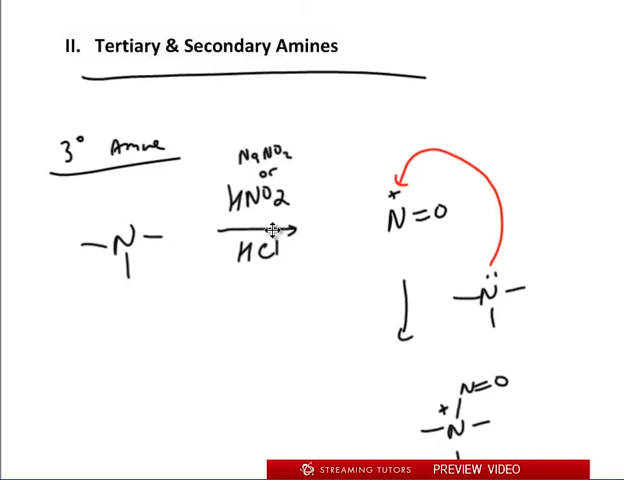 II. Tertiary & Secondary Amines
3° Amine
NaNO2
or
HNO2
HCl
N
+
N=O
N
N=O
+
N
STREAMING TUTORS PREVIEW VIDEO